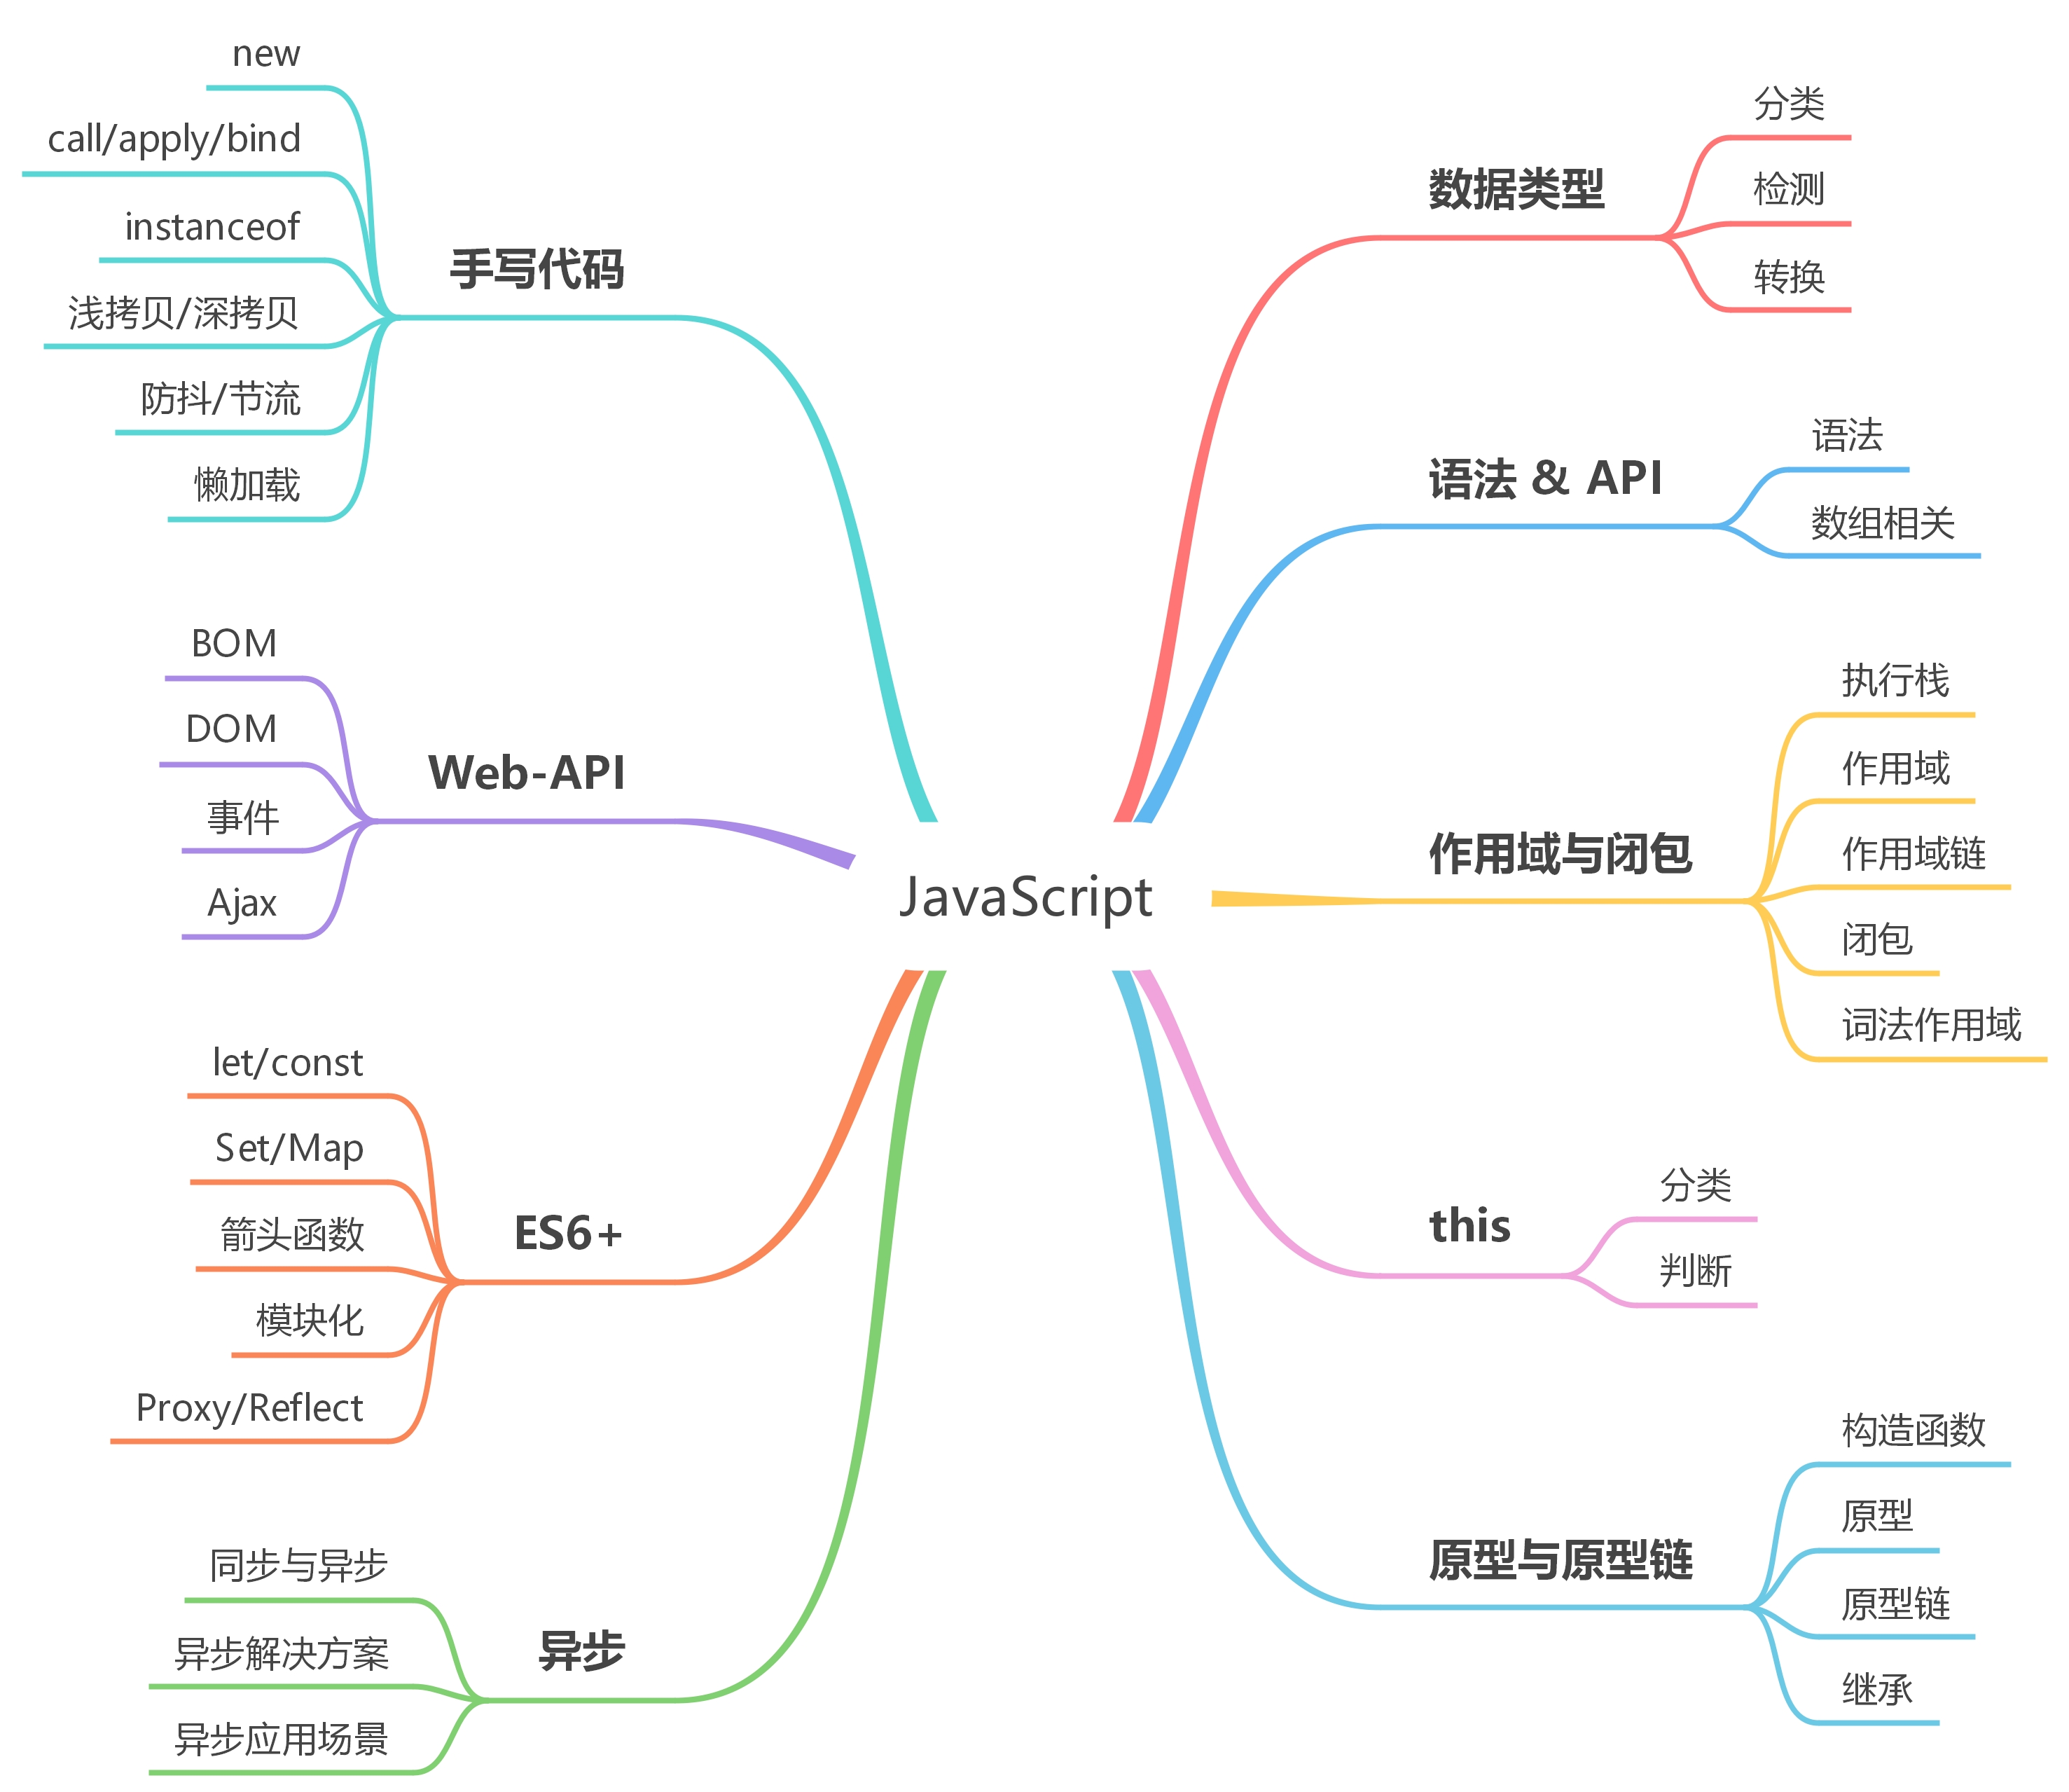 JavaScript
数据类型
分类
检测
转换
语法 & API
语法
数组相关
作用域与闭包
执行栈
作用域
作用域链
闭包
词法作用域
this
分类
判断
原型与原型链
构造函数
原型
原型链
继承
手写代码
new
call/apply/bind
instanceof
浅拷贝/深拷贝
防抖/节流
懒加载
Web-API
BOM
DOM
事件
Ajax
ES6+
let/const
Set/Map
箭头函数
模块化
Proxy/Reflect
异步
同步与异步
异步解决方案
异步应用场景